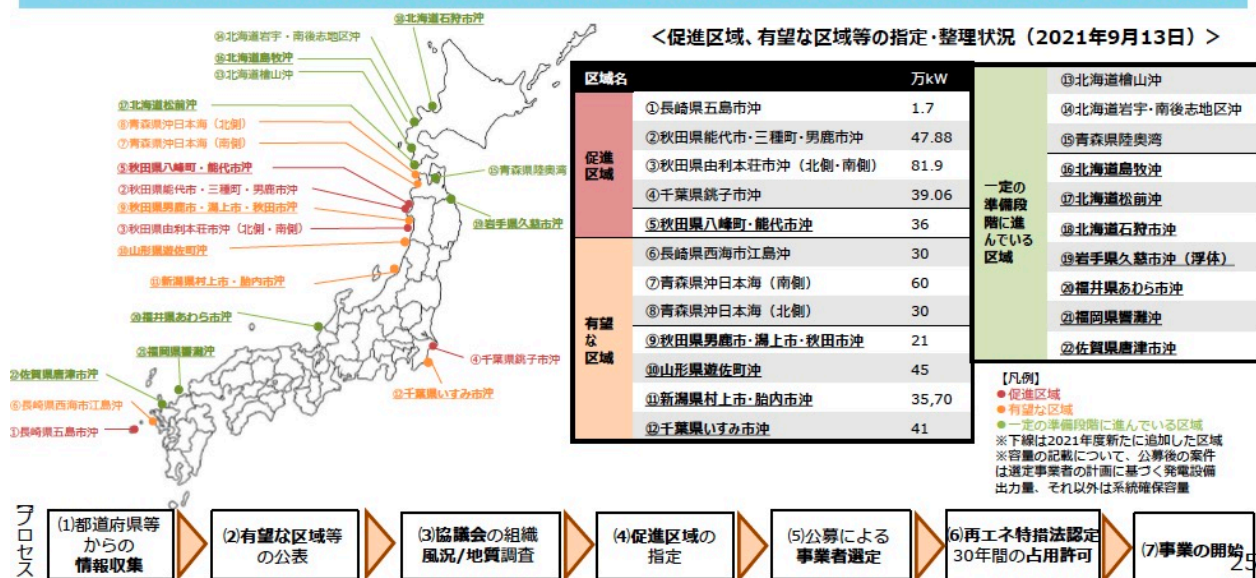 ⑱北海道石狩市沖
⑭北海道岩宇・南後志地区沖
⑯北海道島牧沖
⑬北海道檜山沖
⑰北海道松前沖
⑧青森県沖日本海（北側）
⑦青森県沖日本海（南側）
⑤秋田県八峰町・能代市沖
②秋田県能代市・三種町・男鹿市沖
⑨秋田県男鹿市・潟上市・秋田市沖
③秋田県由利本荘市沖（北側・南側）
⑩山形県遊佐町沖
⑪新潟県村上市・胎内市沖
⑳福井県あわら市沖
㉑福岡県響灘沖
㉒佐賀県唐津市沖
⑥長崎県西海市江島沖
①長崎県五島市沖
⑮青森県陸奥湾
⑲岩手県久慈市沖
④千葉県銚子市沖
⑫千葉県いすみ市沖
＜促進区域、有望な区域等の指定・整理状況（2021年9月13日）＞
区域名 万kW
促進区域
①長崎県五島市沖 1.7
②秋田県能代市・三種町・男鹿市沖 47.88
③秋田県由利本荘市沖（北側・南側） 81.9
④千葉県銚子市沖 39.06
⑤秋田県八峰町・能代市沖 36
有望な区域
⑥長崎県西海市江島沖 30
⑦青森県沖日本海（南側） 60
⑧青森県沖日本海（北側） 30
⑨秋田県男鹿市・潟上市・秋田市沖 21
⑩山形県遊佐町沖 45
⑪新潟県村上市・胎内市沖 35,70
⑫千葉県いすみ市沖 41
一定の準備段階に進んでいる区域
⑬北海道檜山沖
⑭北海道岩宇・南後志地区沖
⑮青森県陸奥湾
⑯北海道島牧沖
⑰北海道松前沖
⑱北海道石狩市沖
⑲岩手県久慈市沖（浮体）
⑳福井県あわら市沖
㉑福岡県響灘沖
㉒佐賀県唐津市沖
【凡例】
●促進区域
●有望な区域
●一定の準備段階に進んでいる区域
※下線は2021年度新たに追加した区域
※容量の記載について、公募後の案件
は選定事業者の計画に基づく発電設備
出力量、それ以外は系統確保容量
プロセス
(1)都道府県等
からの
情報収集
(2)有望な区域等
の公表
(3)協議会の組織
風況/地質調査
(4)促進区域の
指定
(5)公募による
事業者選定
(6)再エネ特措法認定
30年間の占用許可
(7)事業の開始
25